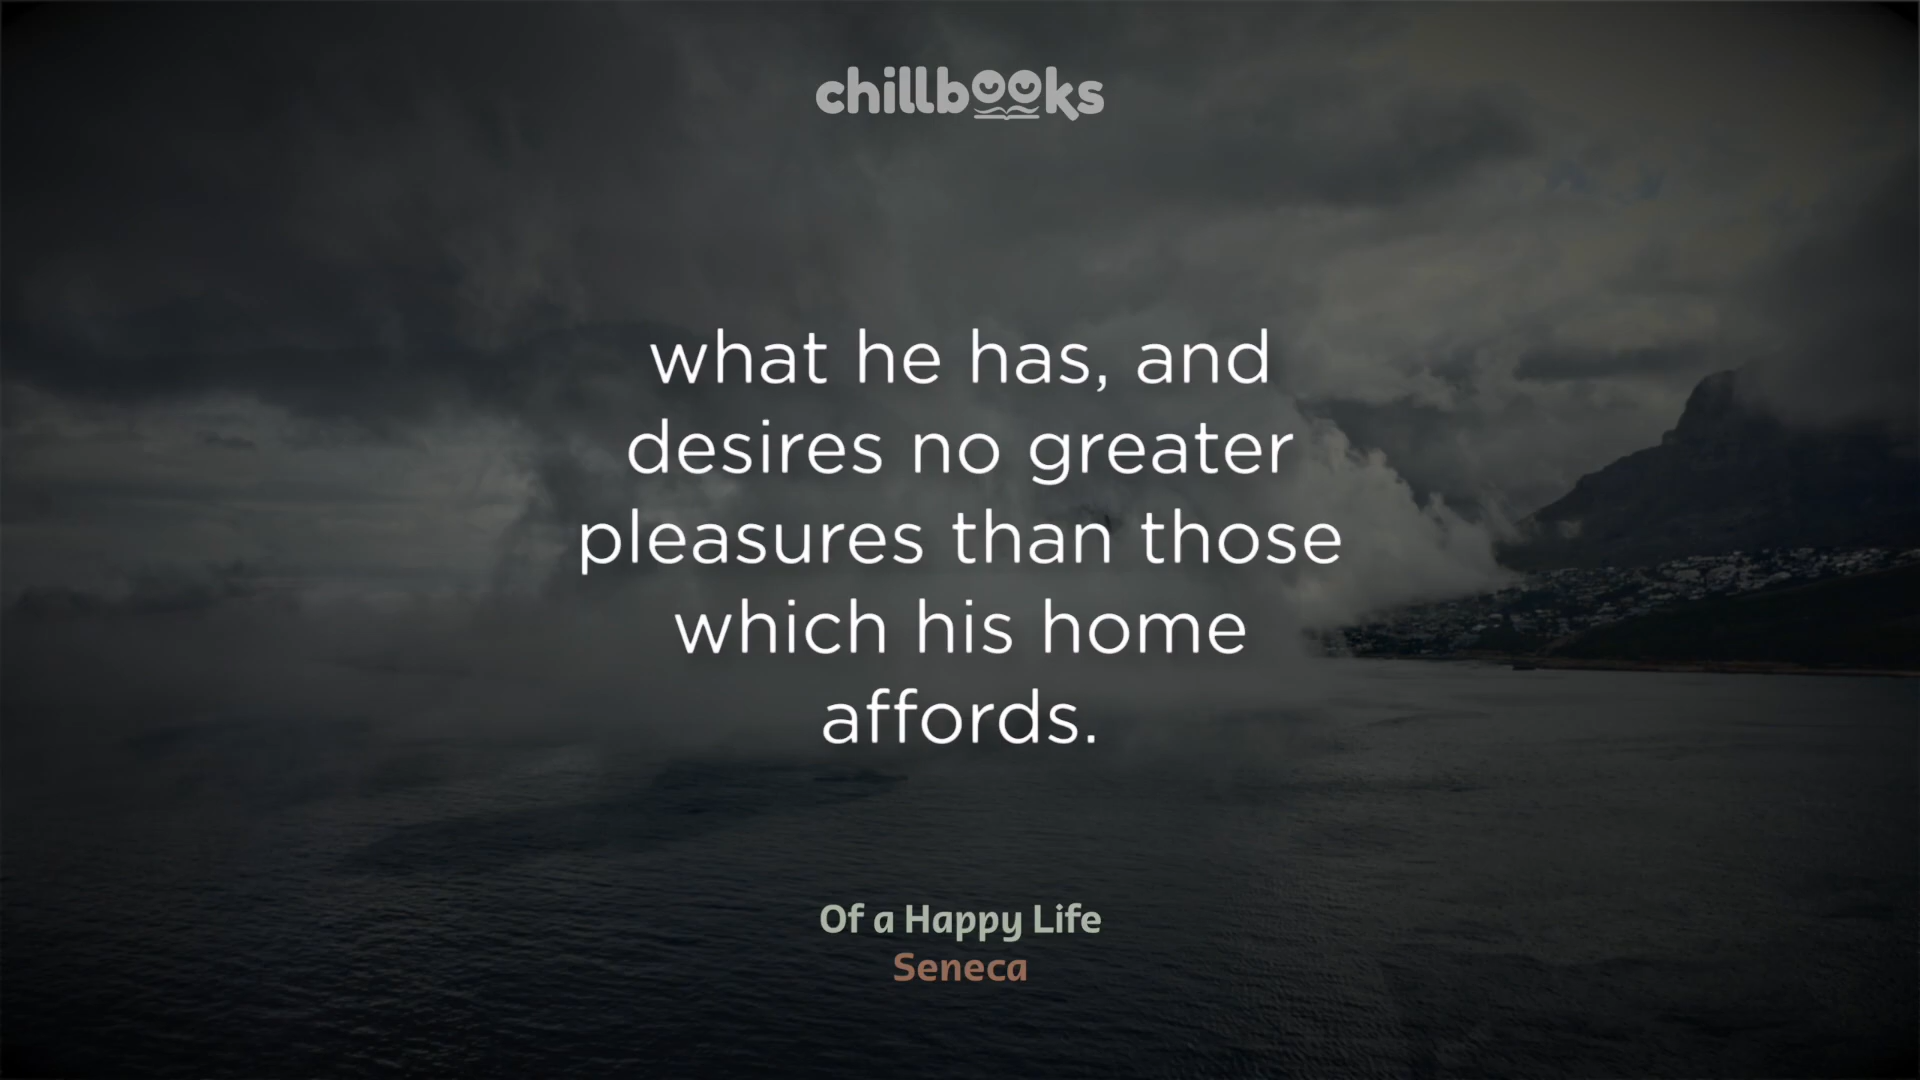 chillbooks
what he has, and
desires no greater
pleasures than those
which his home
affords.
Of a Happy Life
Seneca